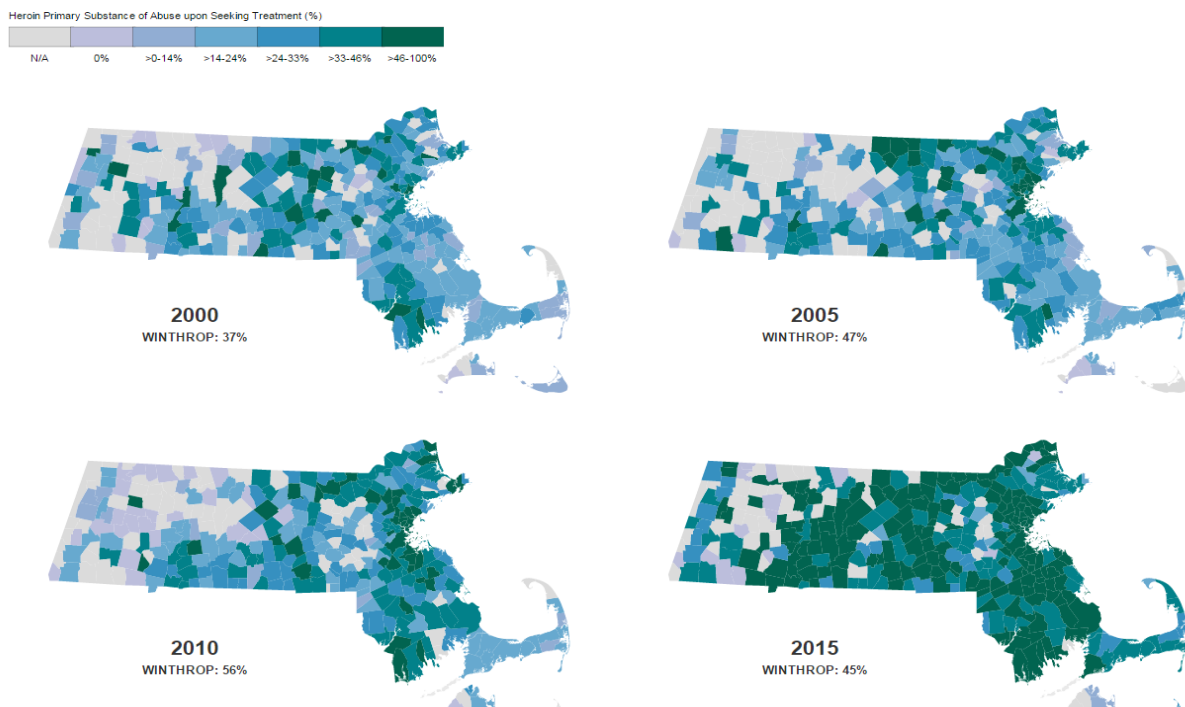 Heroin Primary Substance of Abuse upon Seeking Treatment (%)
N/A 0% >0-14% >14-24% >24-33% >33-46% >46-100%
2000
WINTHROP: 37%
2005
WINTHROP: 47%
2010
WINTHROP: 56%
2015
WINTHROP: 45%